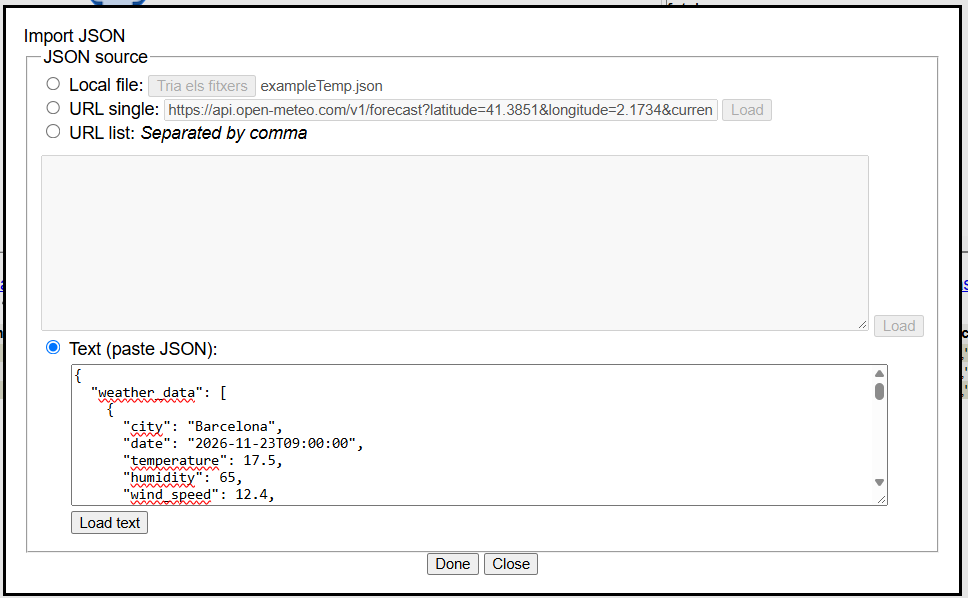 Import JSON
JSON source
Local file: Tria els fitxers exampleTemp.json
URL single: https://api.open-meteo.com/v1/forecast?latitude=41.3851&longitude=2.1734&curren Load
URL list: Separated by comma
Load
Text (paste JSON):
{
"weather_data": [
{
"city": "Barcelona",
"date": "2026-11-23T09:00:00",
"temperature": 17.5,
"humidity": 65,
"wind_speed": 12.4,
Load text
Done Close